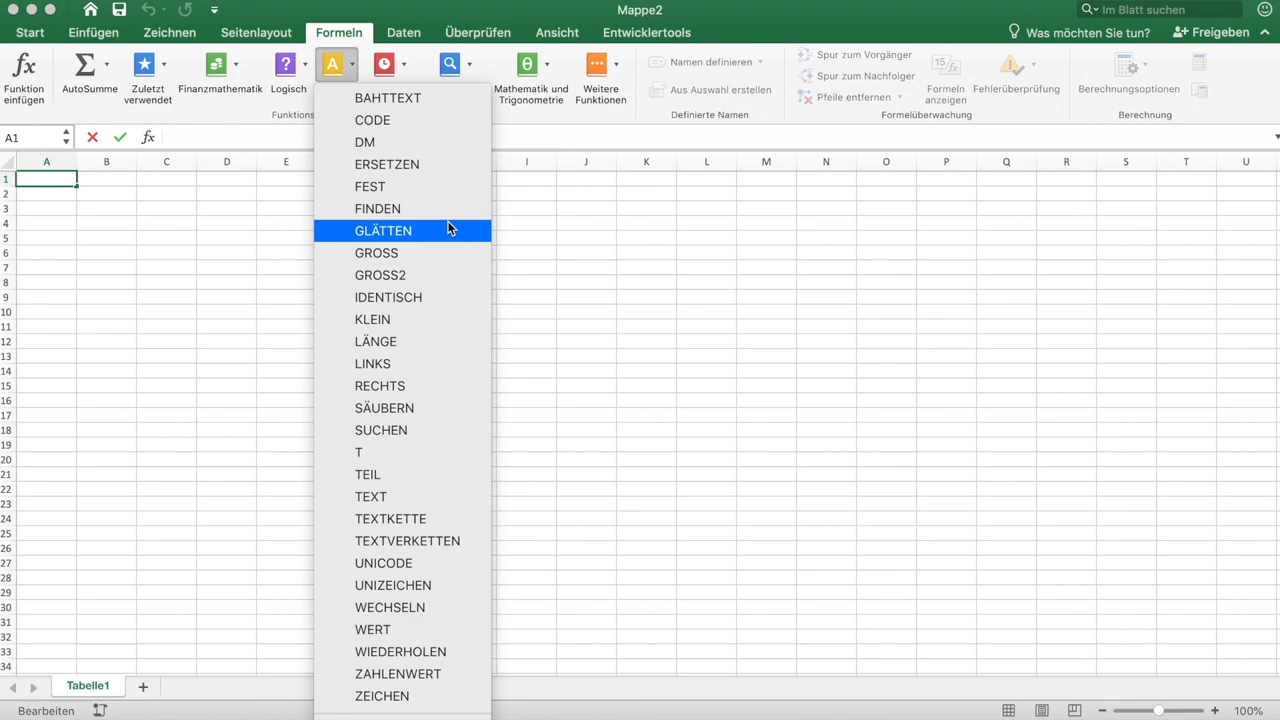 Mappe2
Im Blatt suchen
Start Einfügen Zeichnen Seitenlayout Formeln Daten Überprüfen Ansicht Entwicklertools Was möchten Sie tun? Freigeben
fx Funktion einfügen
Σ AutoSumme
Zuletzt verwendet
Finanzmathematik
? Logisch
A
θ Mathematik und Trigonometrie
Weitere Funktionen
Funktions
Namen definieren
Aus Auswahl erstellen
Definierte Namen
Spur zum Vorgänger
Spur zum Nachfolger
Pfeile entfernen
15 fx Formeln anzeigen
Fehlerüberprüfung
Formelüberwachung
Berechnungsoptionen
Berechnung
A1 fx
A B C D E I J K L M N O P Q R S T U
1
2
3
4
5
6
7
8
9
10
11
12
13
14
15
16
17
18
19
20
21
22
23
24
25
26
27
28
29
30
31
32
33
34
BAHTTEXT
CODE
DM
ERSETZEN
FEST
FINDEN
GLÄTTEN
GROSS
GROSS2
IDENTISCH
KLEIN
LÄNGE
LINKS
RECHTS
SÄUBERN
SUCHEN
T
TEIL
TEXT
TEXTKETTE
TEXTVERKETTEN
UNICODE
UNIZEICHEN
WECHSELN
WERT
WIEDERHOLEN
ZAHLENWERT
ZEICHEN
Tabelle1 +
Bearbeiten
100%